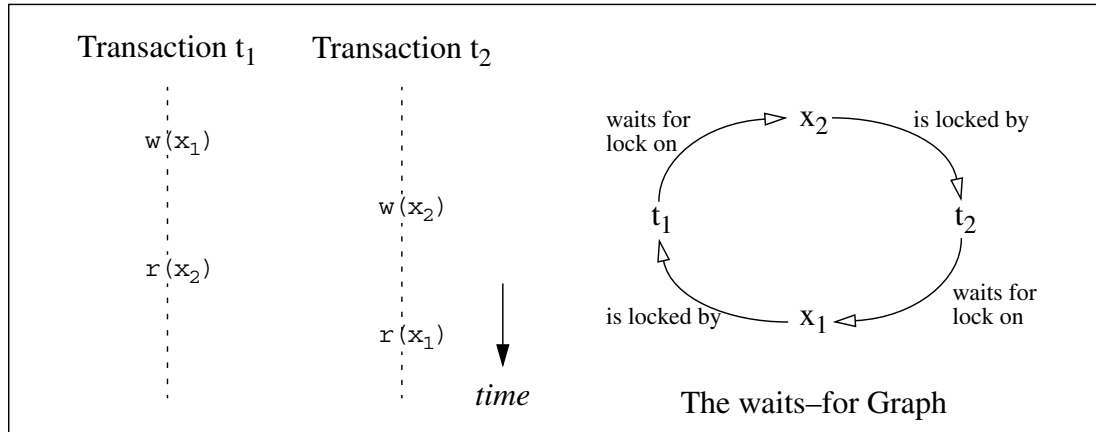 Transaction t1
Transaction t2
w(x1)
w(x2)
r(x2)
r(x1)
time
waits for
lock on
x2
is locked by
t1
t2
is locked by
x1
waits for
lock on
The waits–for Graph